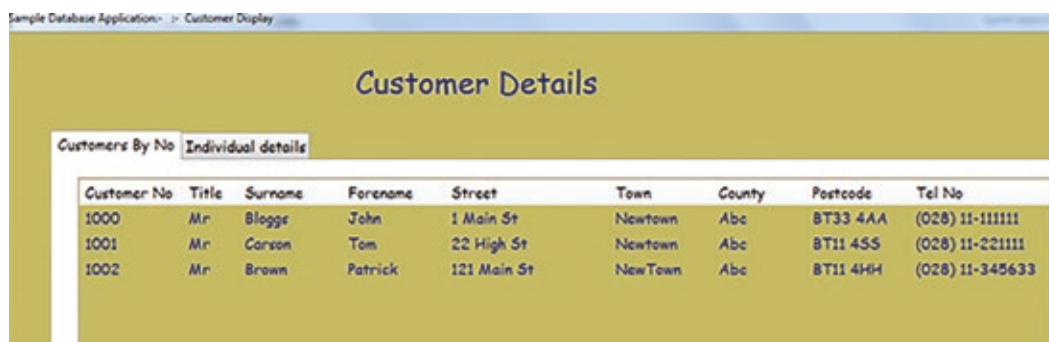 Sample Database Application:- :> Customer Display
Customer Details
Customers By No Individual details
Customer No Title Surname Forename Street Town County Postcode Tel No
1000 Mr Bloggs John 1 Main St Newtown Abc BT33 4AA (028) 11-111111
1001 Mr Carson Tom 22 High St Newtown Abc BT11 4SS (028) 11-221111
1002 Mr Brown Patrick 121 Main St NewTown Abc BT11 4HH (028) 11-345633